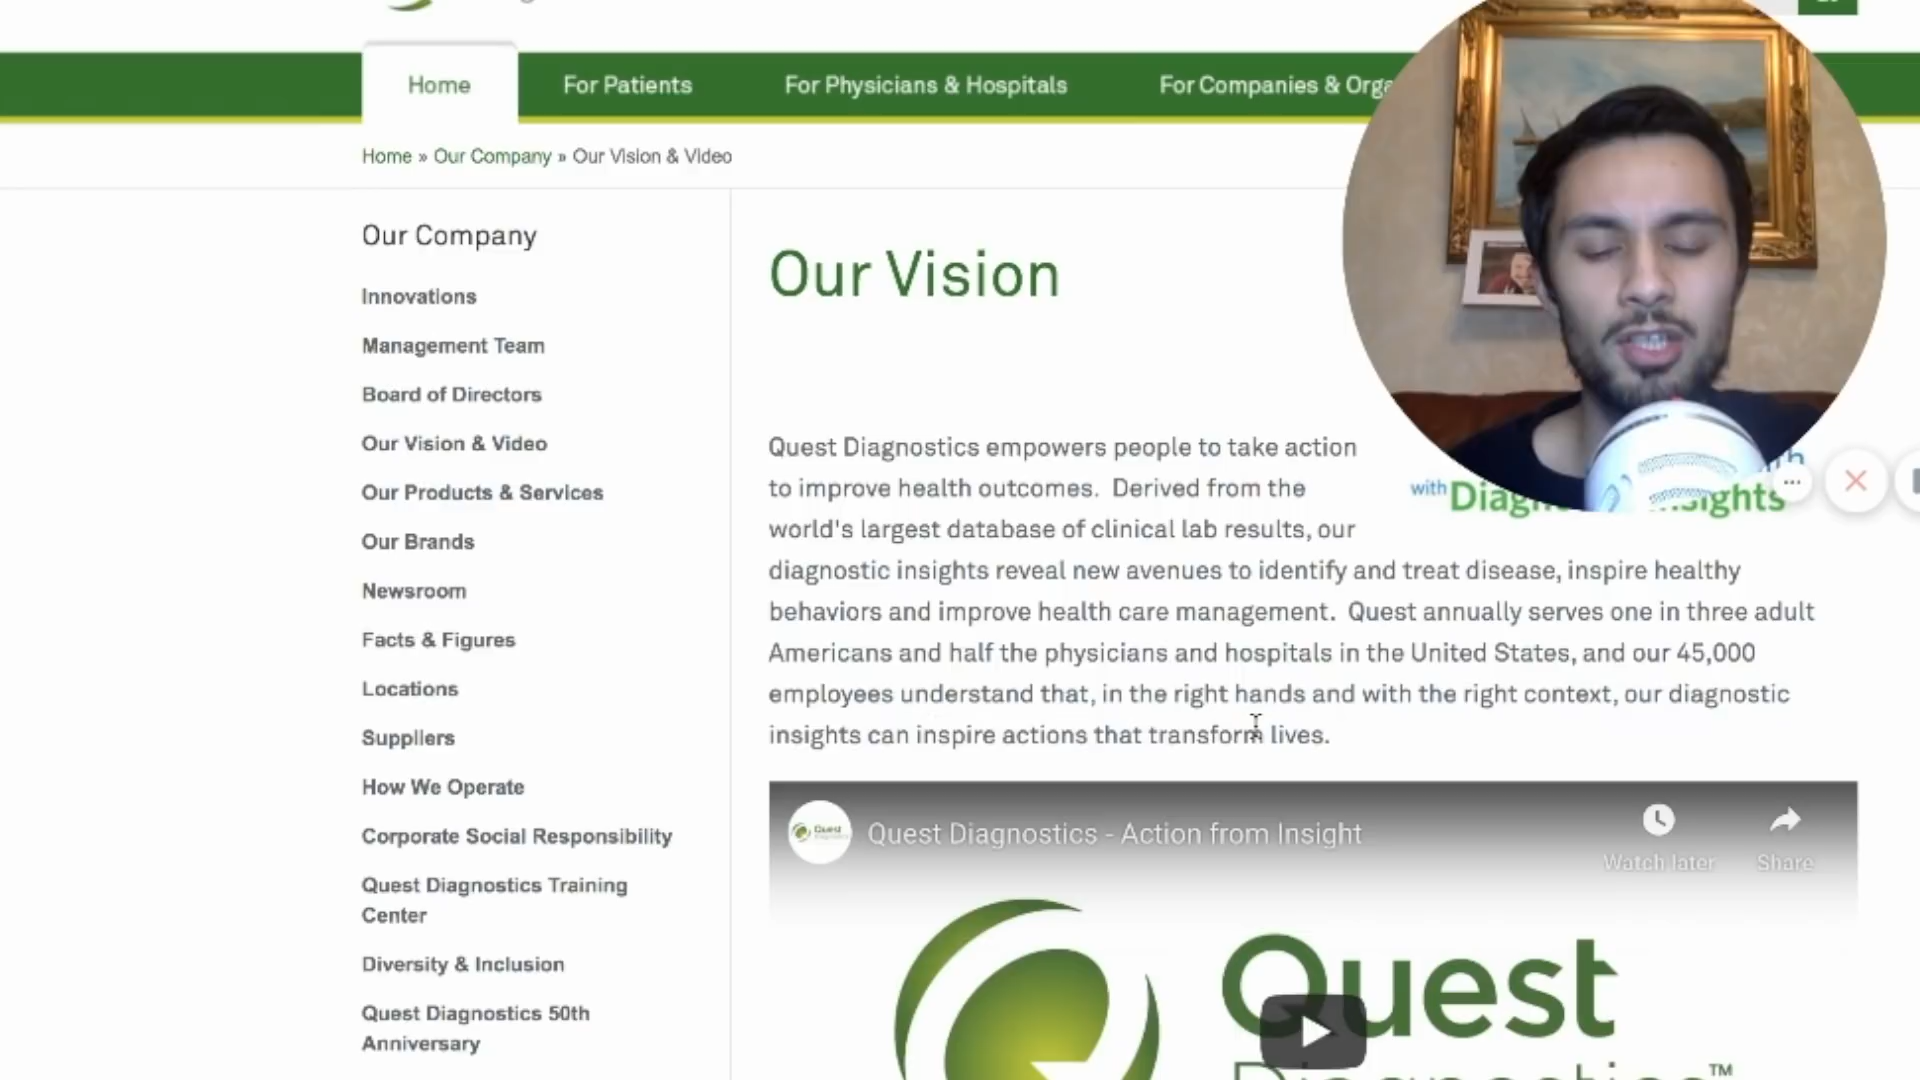 Home
For Patients
For Physicians & Hospitals
For Companies &
Home » Our Company » Our Vision & Video
Our Company
Innovations
Management Team
Board of Directors
Our Vision & Video
Our Products & Services
Our Brands
Newsroom
Facts & Figures
Locations
Suppliers
How We Operate
Corporate Social Responsibility
Quest Diagnostics Training
Center
Diversity & Inclusion
Quest Diagnostics 50th
Anniversary
Our Vision
Quest Diagnostics empowers people to take action
to improve health outcomes. Derived from the
world's largest database of clinical lab results, our
diagnostic insights reveal new avenues to identify and treat disease, inspire healthy
behaviors and improve health care management. Quest annually serves one in three adult
Americans and half the physicians and hospitals in the United States, and our 45,000
employees understand that, in the right hands and with the right context, our diagnostic
insights can inspire actions that transform lives.
with
Quest Diagnostics - Action from Insight
Watch later
Share
Quest
Diagnostics™